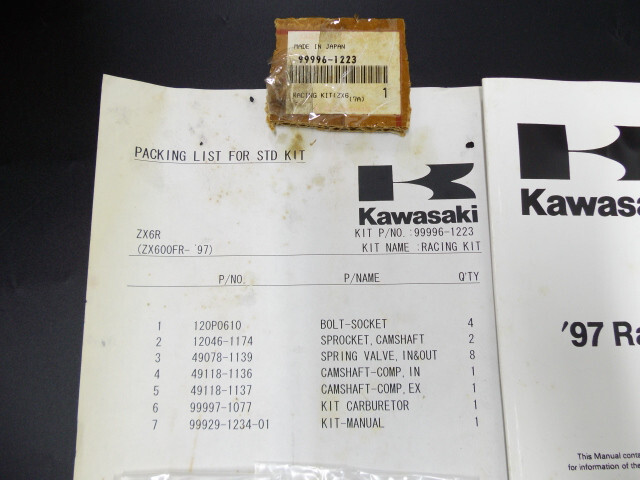 MADE IN JAPAN
99996-1223
RACING KIT(ZX6 (97A)
1
PACKING LIST FOR STD KIT
Kawasaki
ZX6R
KIT P/NO. :99996-1223
(ZX600FR- '97)
KIT NAME :RACING KIT
P/NO. P/NAME Q'TY
1 120P0610 BOLT-SOCKET 4
2 12046-1174 SPROCKET, CAMSHAFT 2
3 49078-1139 SPRING VALVE, IN&OUT 8
4 49118-1136 CAMSHAFT-COMP, IN 1
5 49118-1137 CAMSHAFT-COMP, EX 1
6 99997-1077 KIT CARBURETOR 1
7 99929-1234-01 KIT-MANUAL 1
Kawasa
'97 Ra
This Manual conta
for information of the